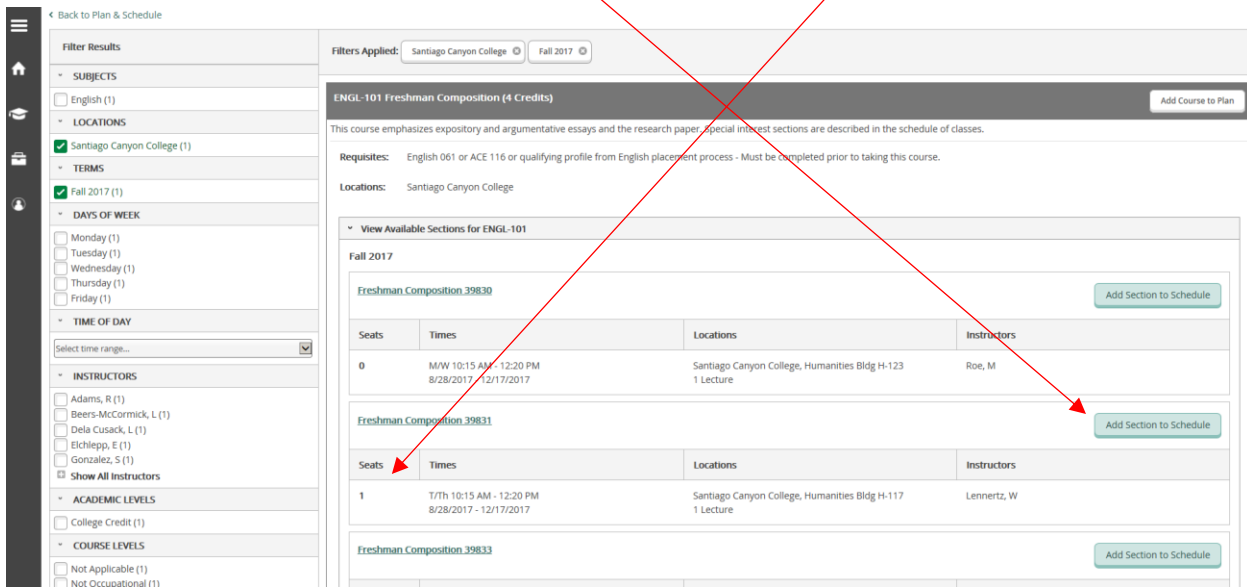 Back to Plan & Schedule
Filter Results
SUBJECTS
English (1)
LOCATIONS
Santiago Canyon College (1)
TERMS
Fall 2017 (1)
DAYS OF WEEK
Monday (1)
Tuesday (1)
Wednesday (1)
Thursday (1)
Friday (1)
TIME OF DAY
Select time range...
INSTRUCTORS
Adams, R (1)
Beers-McCormick, L (1)
Dela Cusack, L (1)
Elchlepp, E (1)
Gonzalez, S (1)
Show All Instructors
ACADEMIC LEVELS
College Credit (1)
COURSE LEVELS
Not Applicable (1)
Not Occupational (1)
Filters Applied: Santiago Canyon College Fall 2017
ENGL-101 Freshman Composition (4 Credits) Add Course to Plan
This course emphasizes expository and argumentative essays and the research paper. Special interest sections are described in the schedule of classes.
Requisites: English 061 or ACE 116 or qualifying profile from English placement process - Must be completed prior to taking this course.
Locations: Santiago Canyon College
View Available Sections for ENGL-101
Fall 2017
Freshman Composition 39830 Add Section to Schedule
Seats Times Locations Instructors
0 M/W 10:15 AM - 12:20 PM Santiago Canyon College, Humanities Bldg H-123 Roe, M
8/28/2017 - 12/17/2017 1 Lecture
Freshman Composition 39831 Add Section to Schedule
Seats Times Locations Instructors
1 T/Th 10:15 AM - 12:20 PM Santiago Canyon College, Humanities Bldg H-117 Lennertz, W
8/28/2017 - 12/17/2017 1 Lecture
Freshman Composition 39833 Add Section to Schedule